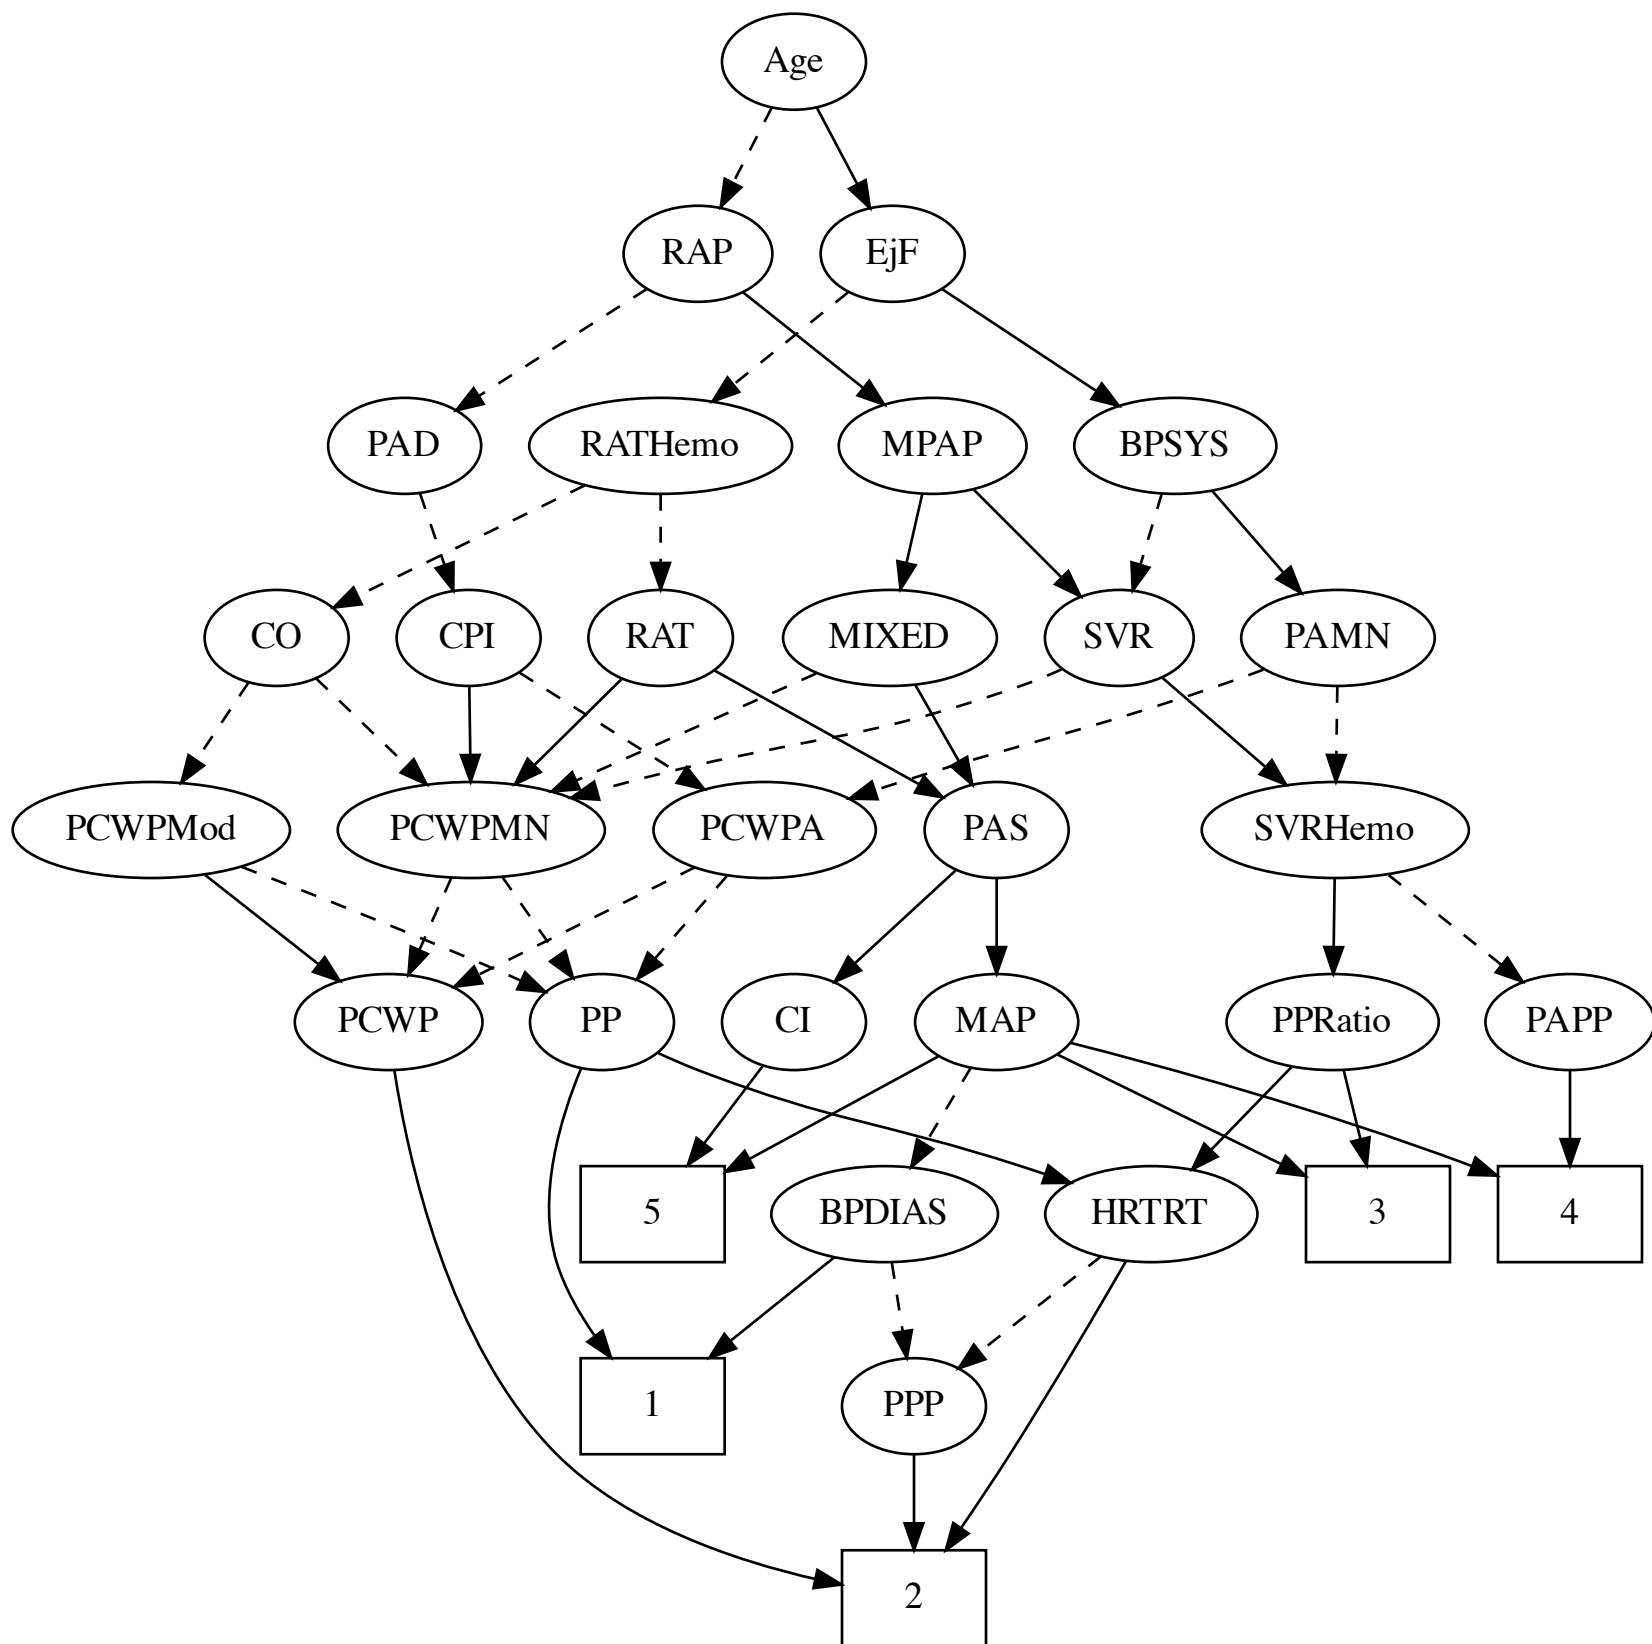 Age
RAP EjF
PAD RATHemo MPAP BPSYS
CO CPI RAT MIXED SVR PAMN
PCWPMod PCWPMN PCWPA PAS SVRHemo
PCWP PP CI MAP PPRatio PAPP
5 BPDIAS HRTRT 3 4
1 PPP
2